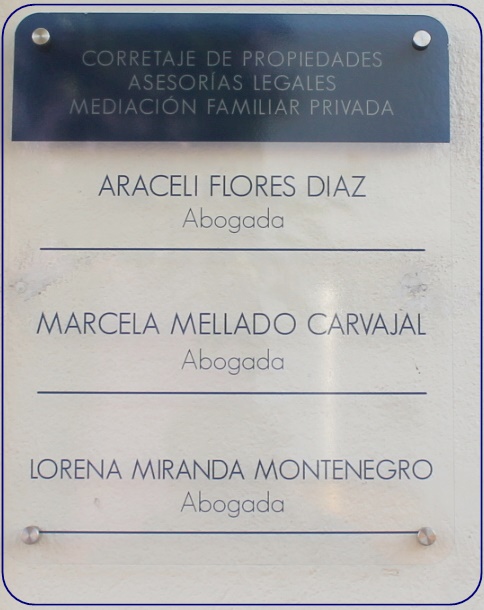 CORRETAJE DE PROPIEDADES
ASESORÍAS LEGALES
MEDIACIÓN FAMILIAR PRIVADA
ARACELI FLORES DIAZ
Abogada
MARCELA MELLADO CARVAJAL
Abogada
LORENA MIRANDA MONTENEGRO
Abogada